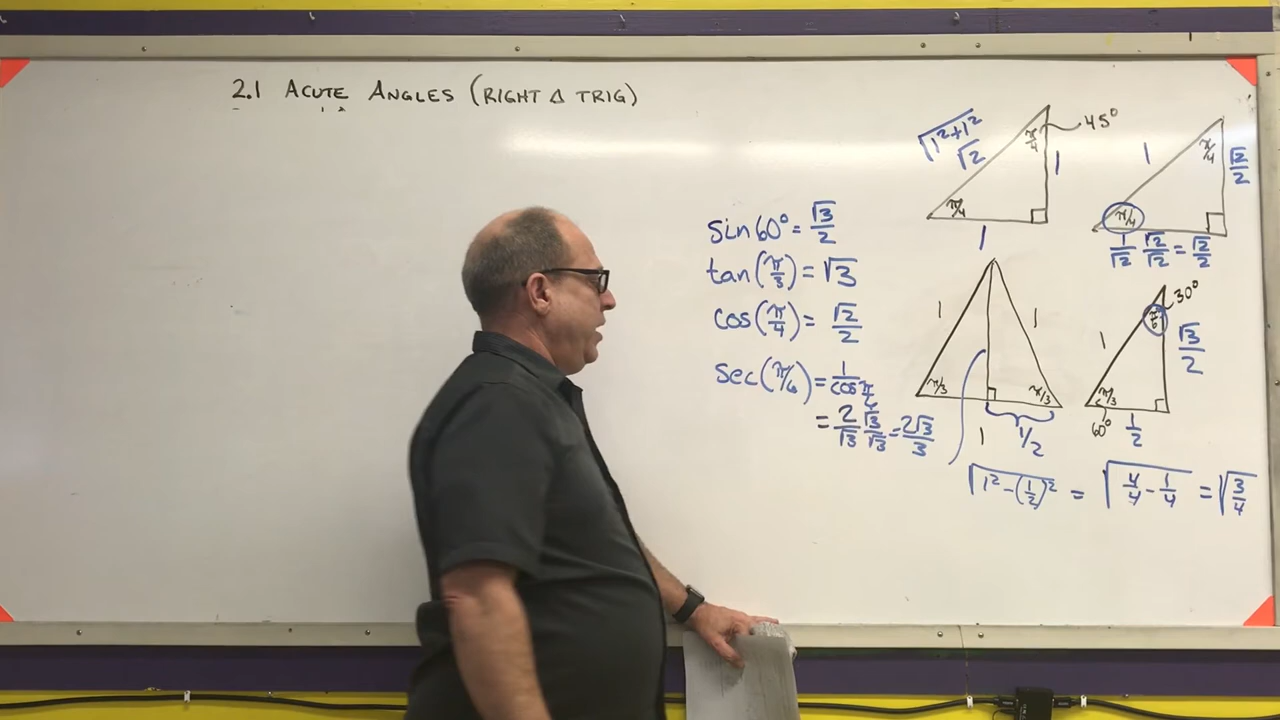 2.1 ACUTE ANGLES (RIGHT Δ TRIG)
sin 60° = √3/2
tan(π/3) = √3
cos(π/4) = √2/2
sec(π/6) = 1/cos π/6
= 2/√3 √3/√3 = 2√3/3
√1²+1²
√2
π/4
45°
1
π/4
1
1
π/4
√2/2
π/4
1/√2 √2/√2 = √2/2
1
1
π/3
π/3
1
1/2
30°
π/6
1
√3/2
π/3
60°
1/2
√1²-(1/2)² = √4/4 - 1/4 = √3/4